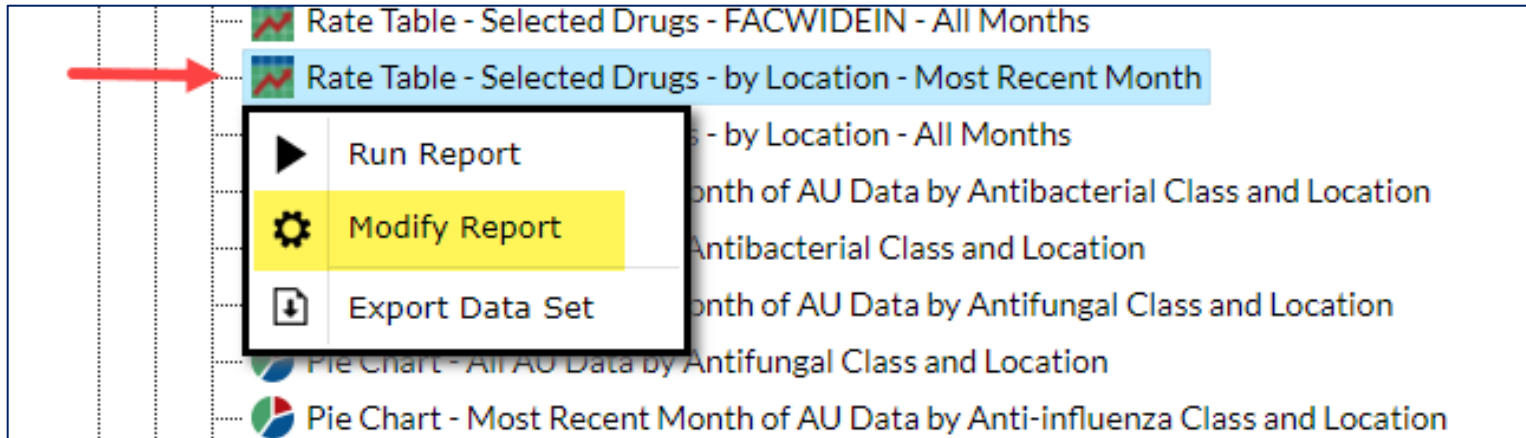 Rate Table - Selected Drugs - FACWIDEIN - All Months
Rate Table - Selected Drugs - by Location - Most Recent Month
- by Location - All Months
Run Report
of AU Data by Antibacterial Class and Location
Modify Report
Antibacterial Class and Location
Export Data Set
of AU Data by Antifungal Class and Location
Pie Chart - All AU Data by Antifungal Class and Location
Pie Chart - Most Recent Month of AU Data by Anti-influenza Class and Location